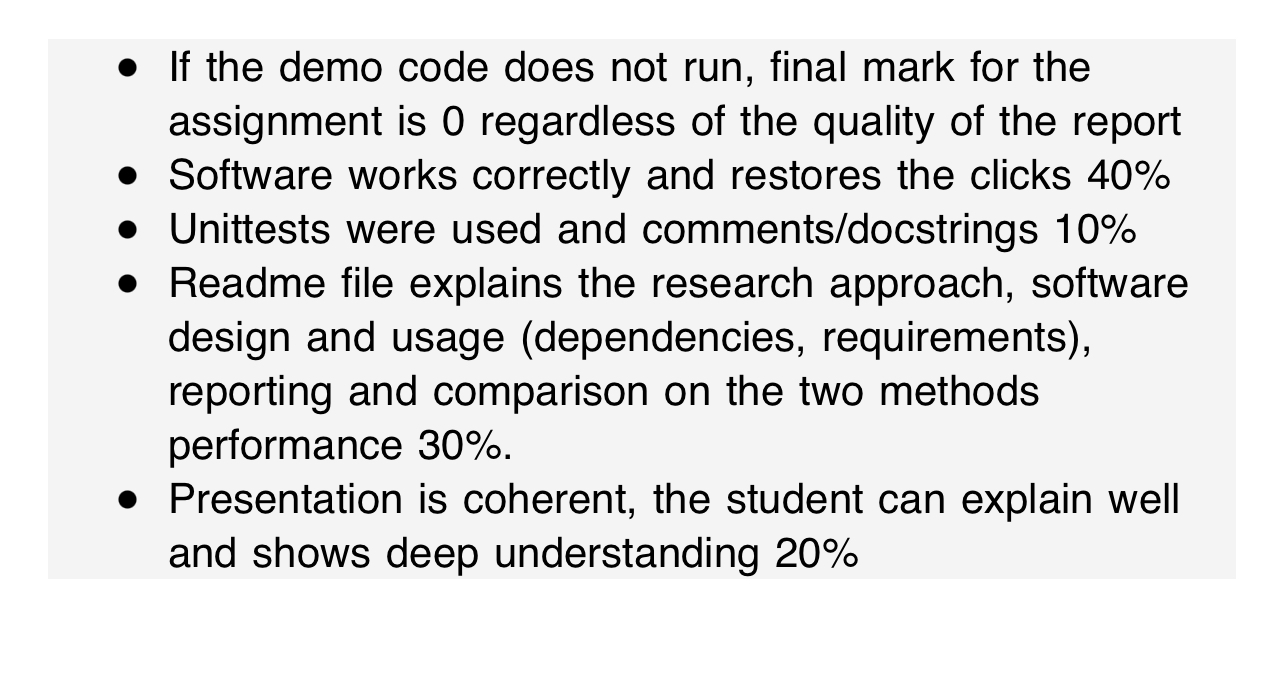 ● If the demo code does not run, final mark for the
assignment is 0 regardless of the quality of the report
● Software works correctly and restores the clicks 40%
● Unittests were used and comments/docstrings 10%
● Readme file explains the research approach, software
design and usage (dependencies, requirements),
reporting and comparison on the two methods
performance 30%.
● Presentation is coherent, the student can explain well
and shows deep understanding 20%